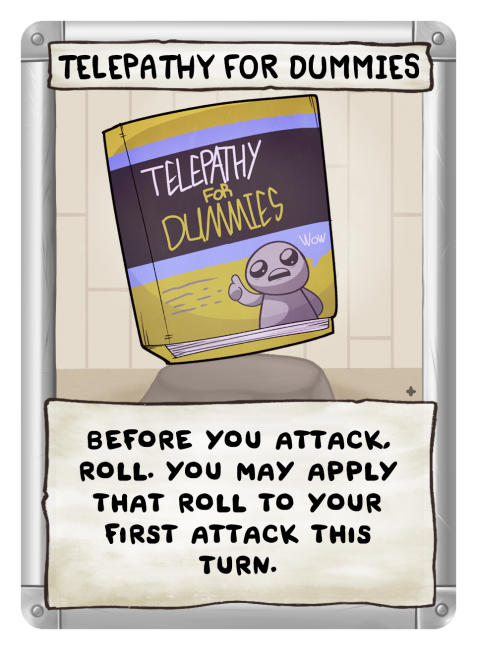 TELEPATHY FOR DUMMIES
TELEPATHY
FOR
DUMMIES
WOW
BEFORE YOU ATTACK,
ROLL. YOU MAY APPLY
THAT ROLL TO YOUR
FIRST ATTACK THIS
TURN.